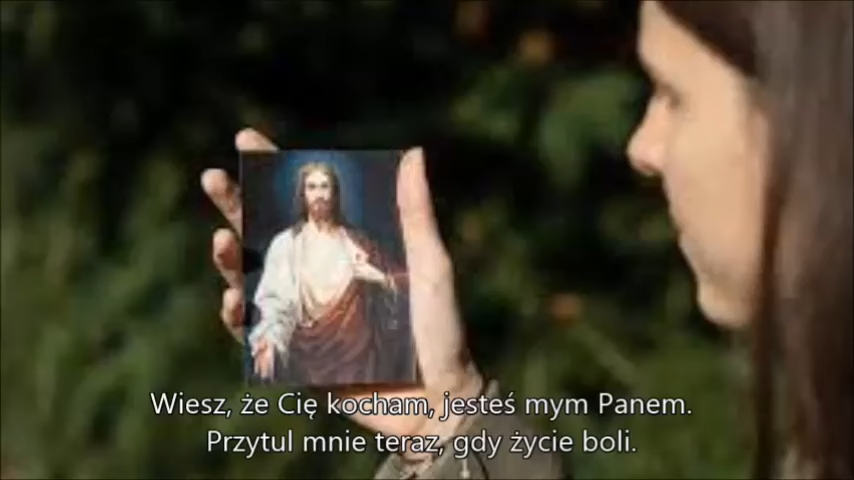 Wiesz, że Cię kocham, jesteś mym Panem.
Przytul mnie teraz, gdy życie boli.